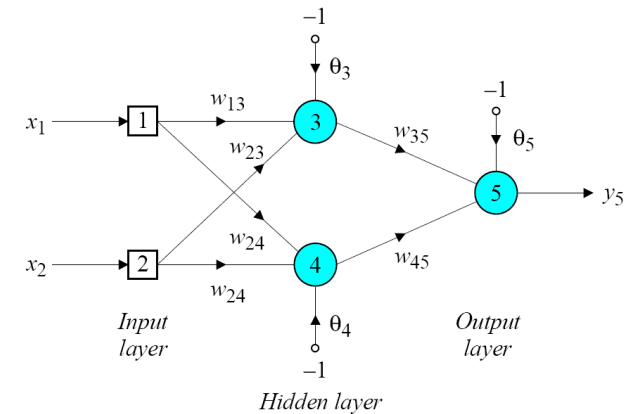 −1
θ3
w13
x1
1
3
−1
w35
w23
θ5
5
y5
w24
x2
2
4
w45
w24
Input
layer
θ4
Output
layer
−1
Hidden layer